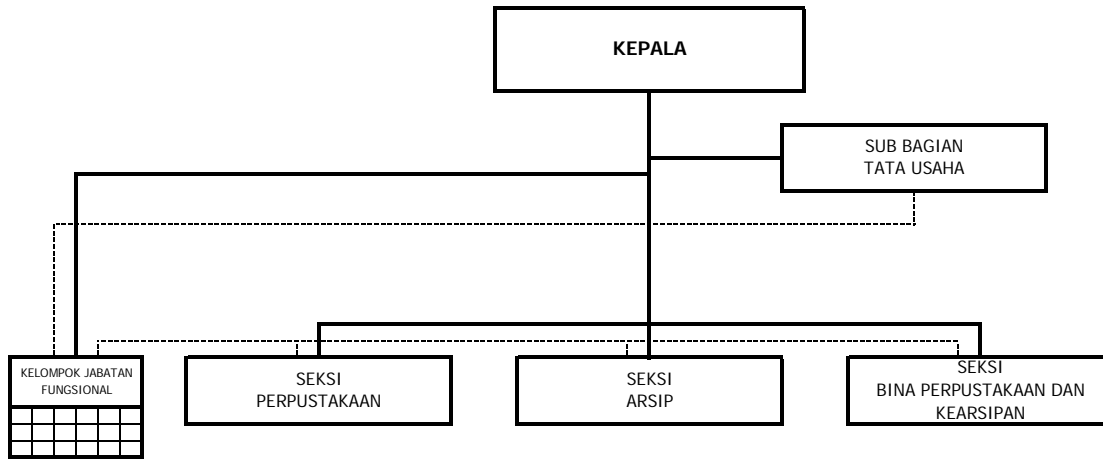 KEPALA
SUB BAGIAN
TATA USAHA
KELOMPOK JABATAN
FUNGSIONAL
SEKSI
PERPUSTAKAAN
SEKSI
ARSIP
SEKSI
BINA PERPUSTAKAAN DAN
KEARSIPAN